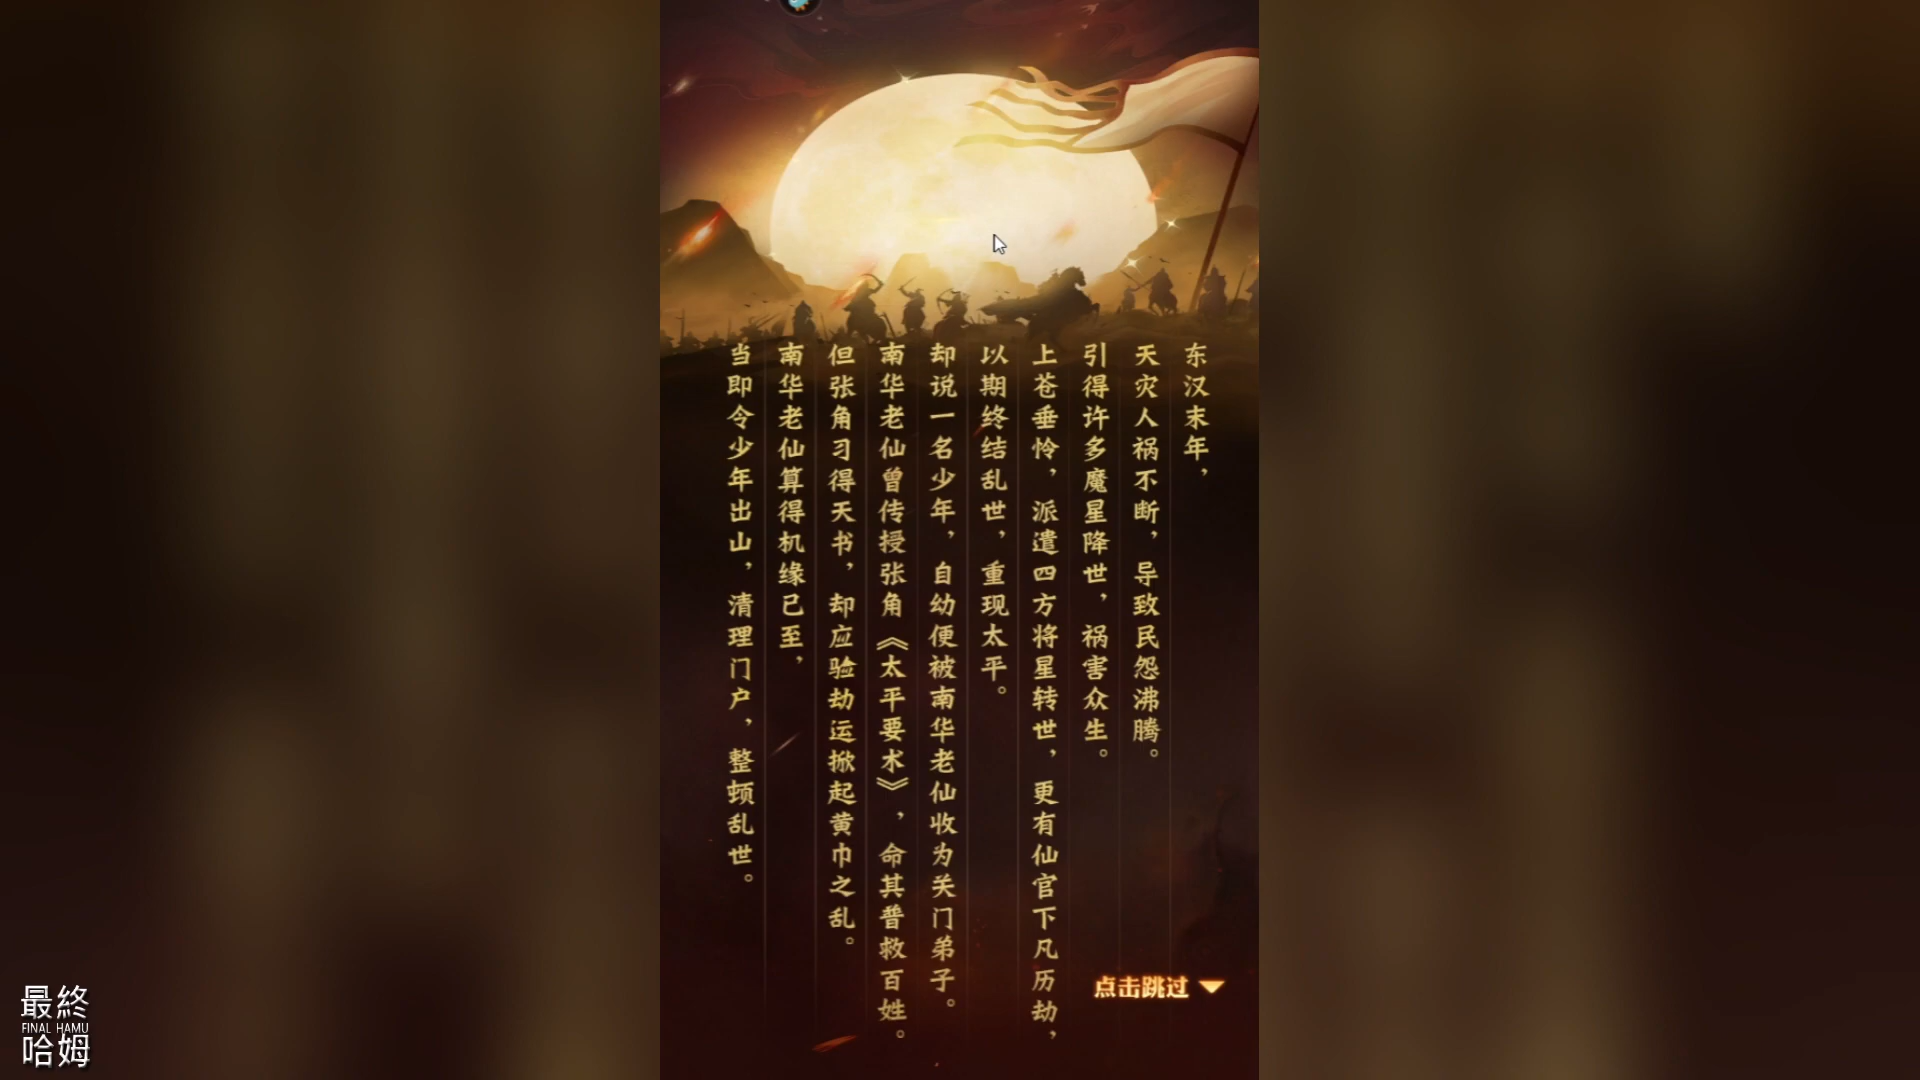 东汉末年，
天灾人祸不断，导致民怨沸腾。
引得许多魔星降世，祸害众生。
上苍垂怜，派遣四方将星转世，更有仙官下凡历劫，
以期终结乱世，重现太平。
却说一名少年，自幼便被南华老仙收为关门弟子。
南华老仙曾传授张角《太平要术》，命其普救百姓。
但张角习得天书，却应验劫运掀起黄巾之乱。
南华老仙算得机缘已至，
当即令少年出山，清理门户，整顿乱世。
点击跳过
最終
FINAL HAMU
哈姆